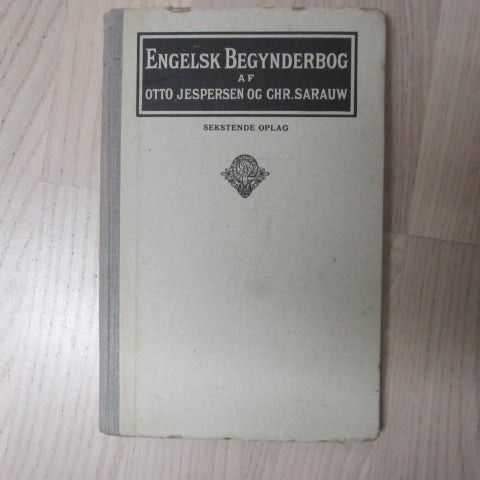 ENGELSK BEGYNDERBOG
AF
OTTO JESPERSEN OG CHR. SARAUW
SEKSTENDE OPLAG